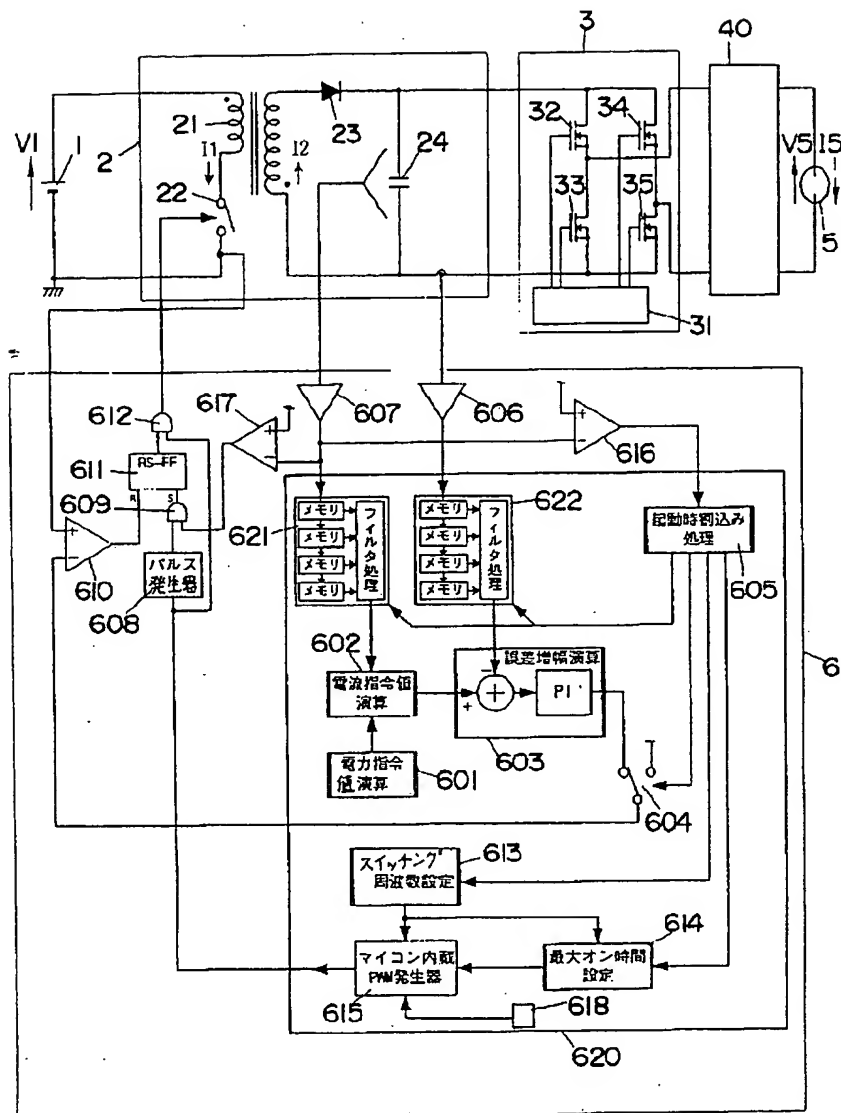 3
40
32
34
V1
1
2
21
I1
I2
23
24
22
33
35
V5
I5
5
31
612
617
607
606
616
611
RS-FF
R
S
609
610
パルス
発生器
608
621
メモリ
メモリ
メモリ
メモリ
フィルタ処理
622
メモリ
メモリ
メモリ
メモリ
フィルタ処理
起動時割込み
処理
605
6
602
電流指令値
演算
誤差増幅演算
−
+
PI
603
電力指令
値演算
601
604
スイッチング
周波数設定
613
614
マイコン内蔵
PWM発生器
615
最大オン時間
設定
618
620